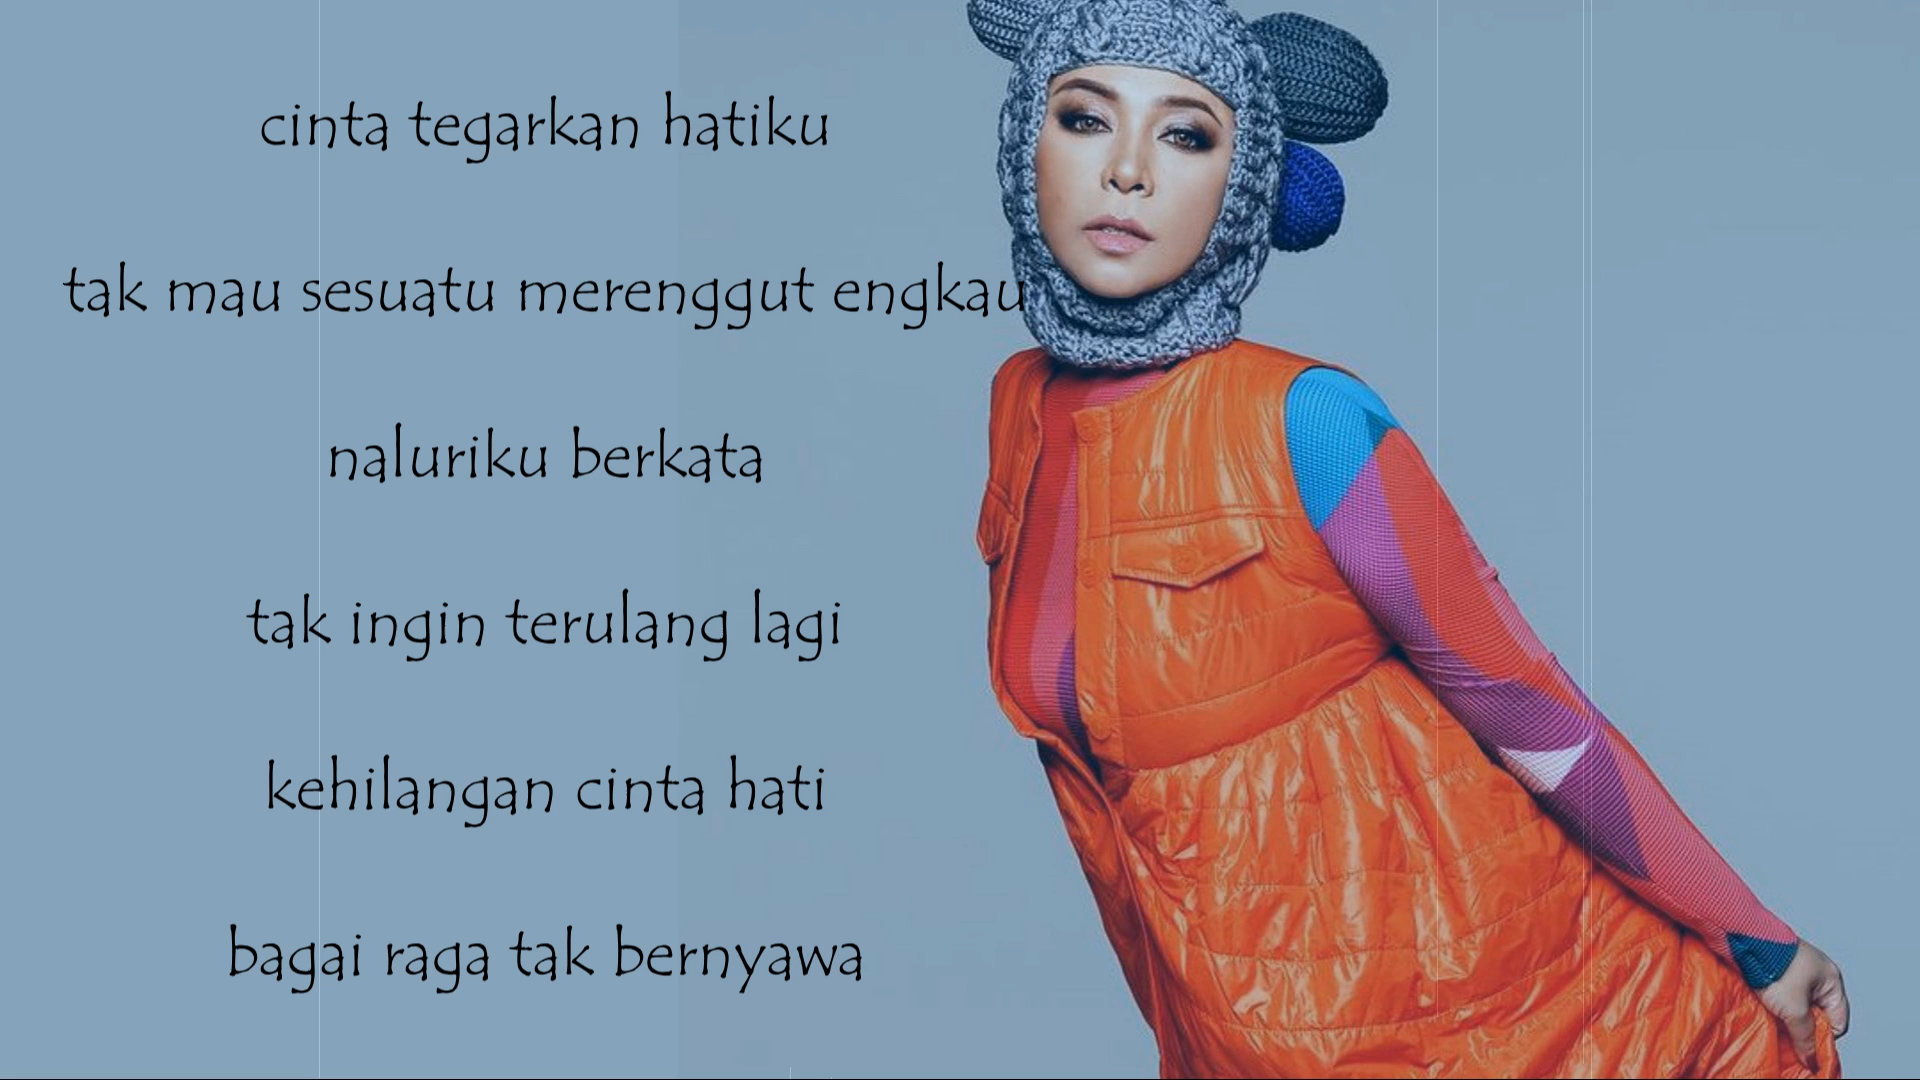 cinta tegarkan hatiku
tak mau sesuatu merenggut engkau
naluriku berkata
tak ingin terulang lagi
kehilangan cinta hati
bagai raga tak bernyawa